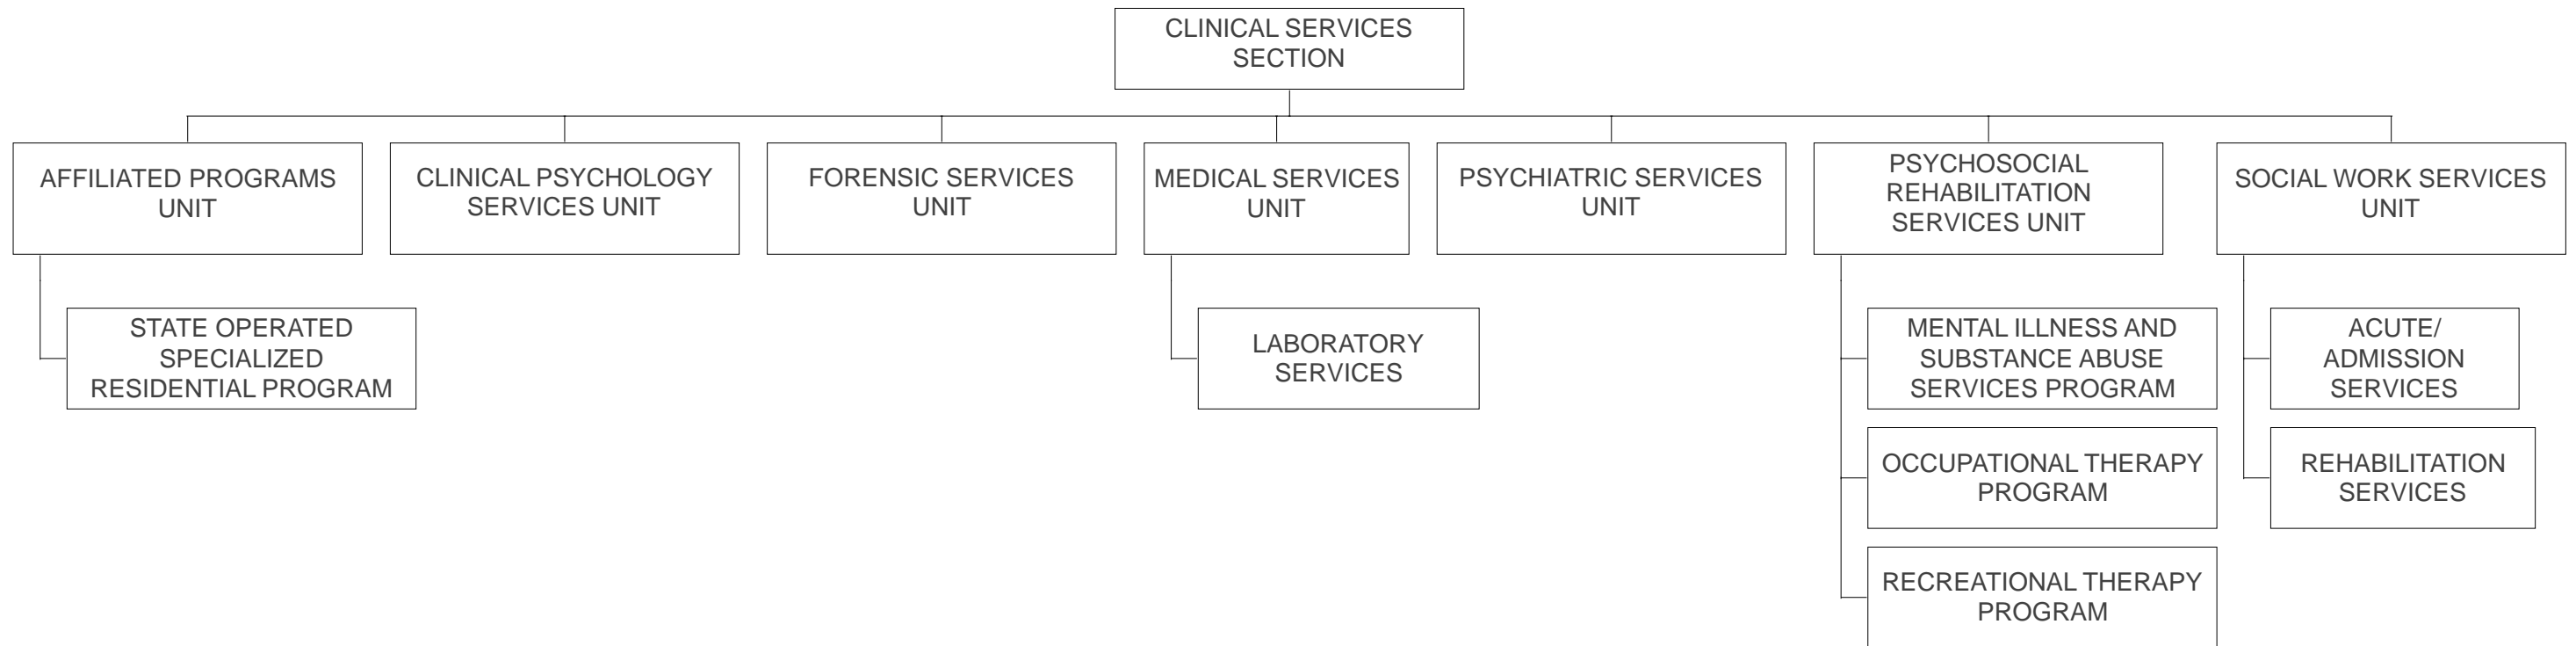 CLINICAL SERVICES
SECTION
AFFILIATED PROGRAMS
UNIT
CLINICAL PSYCHOLOGY
SERVICES UNIT
FORENSIC SERVICES
UNIT
MEDICAL SERVICES
UNIT
PSYCHIATRIC SERVICES
UNIT
PSYCHOSOCIAL
REHABILITATION
SERVICES UNIT
SOCIAL WORK SERVICES
UNIT
STATE OPERATED
SPECIALIZED
RESIDENTIAL PROGRAM
LABORATORY
SERVICES
MENTAL ILLNESS AND
SUBSTANCE ABUSE
SERVICES PROGRAM
ACUTE/
ADMISSION
SERVICES
OCCUPATIONAL THERAPY
PROGRAM
REHABILITATION
SERVICES
RECREATIONAL THERAPY
PROGRAM